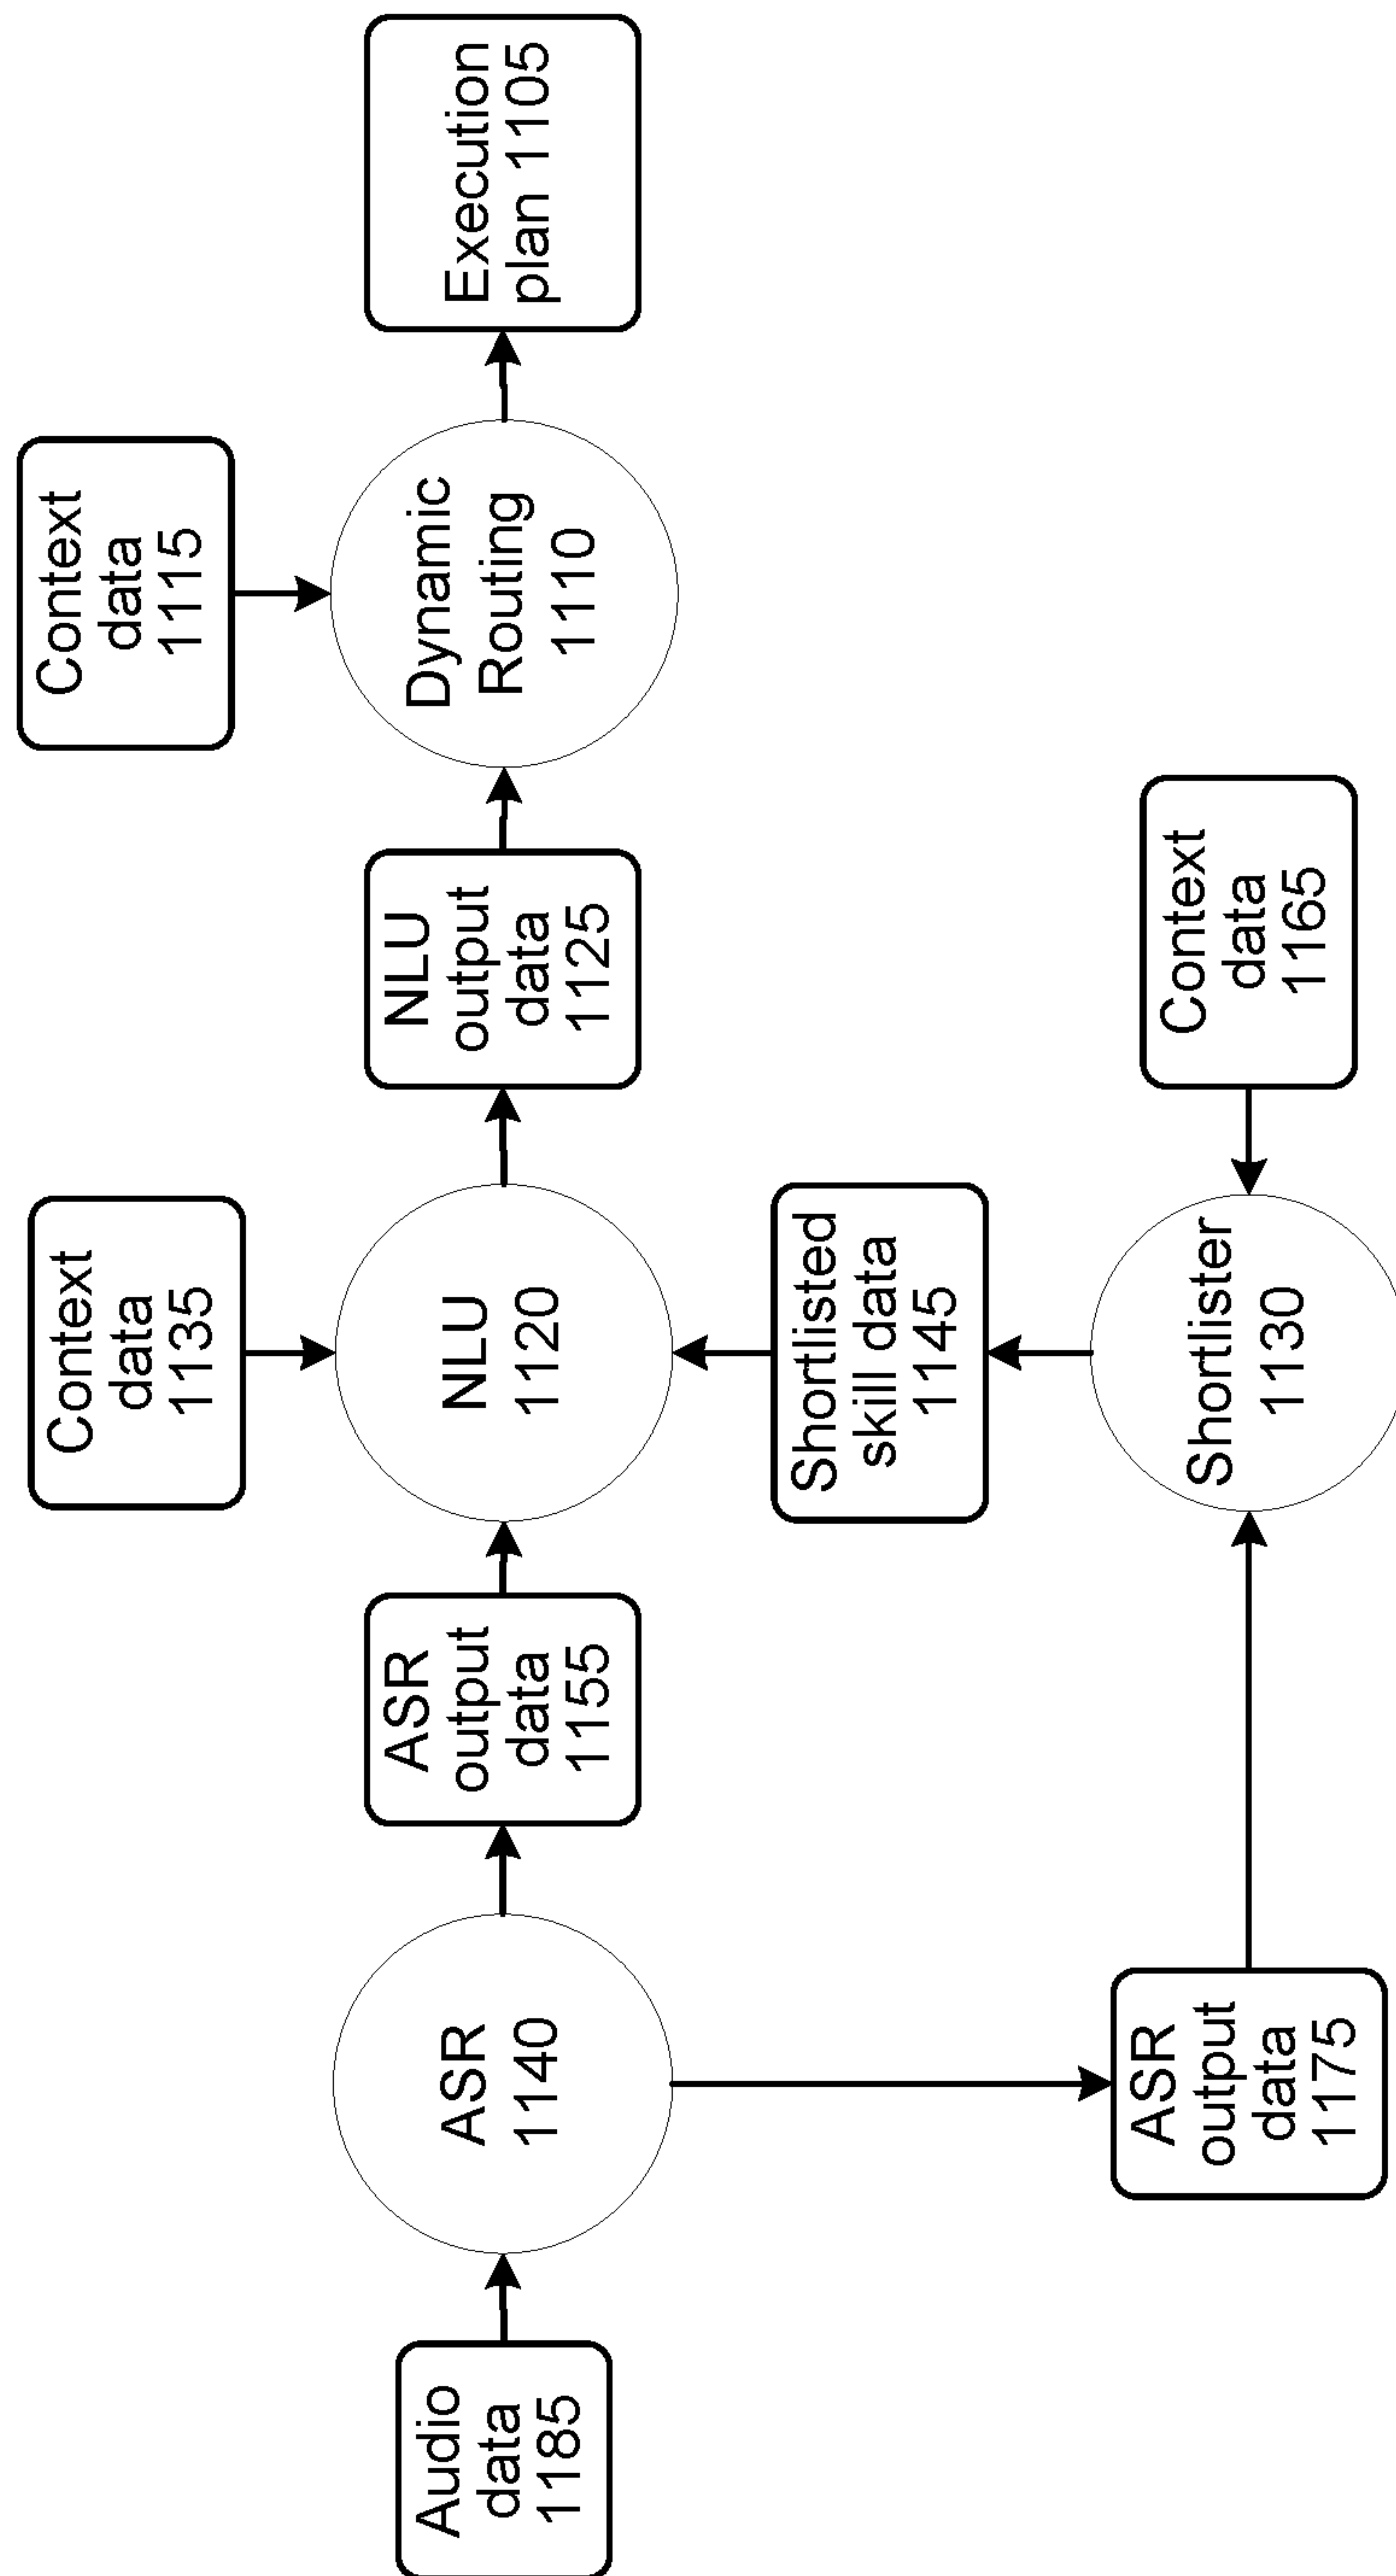 Context
data
1135
Context
data
1115
Audio
data
1185
ASR
1140
ASR
output
data
1155
NLU
1120
NLU
output
data
1125
Dynamic
Routing
1110
Execution
plan 1105
Shortlisted
skill data
1145
ASR
output
data
1175
Shortlister
1130
Context
data
1165